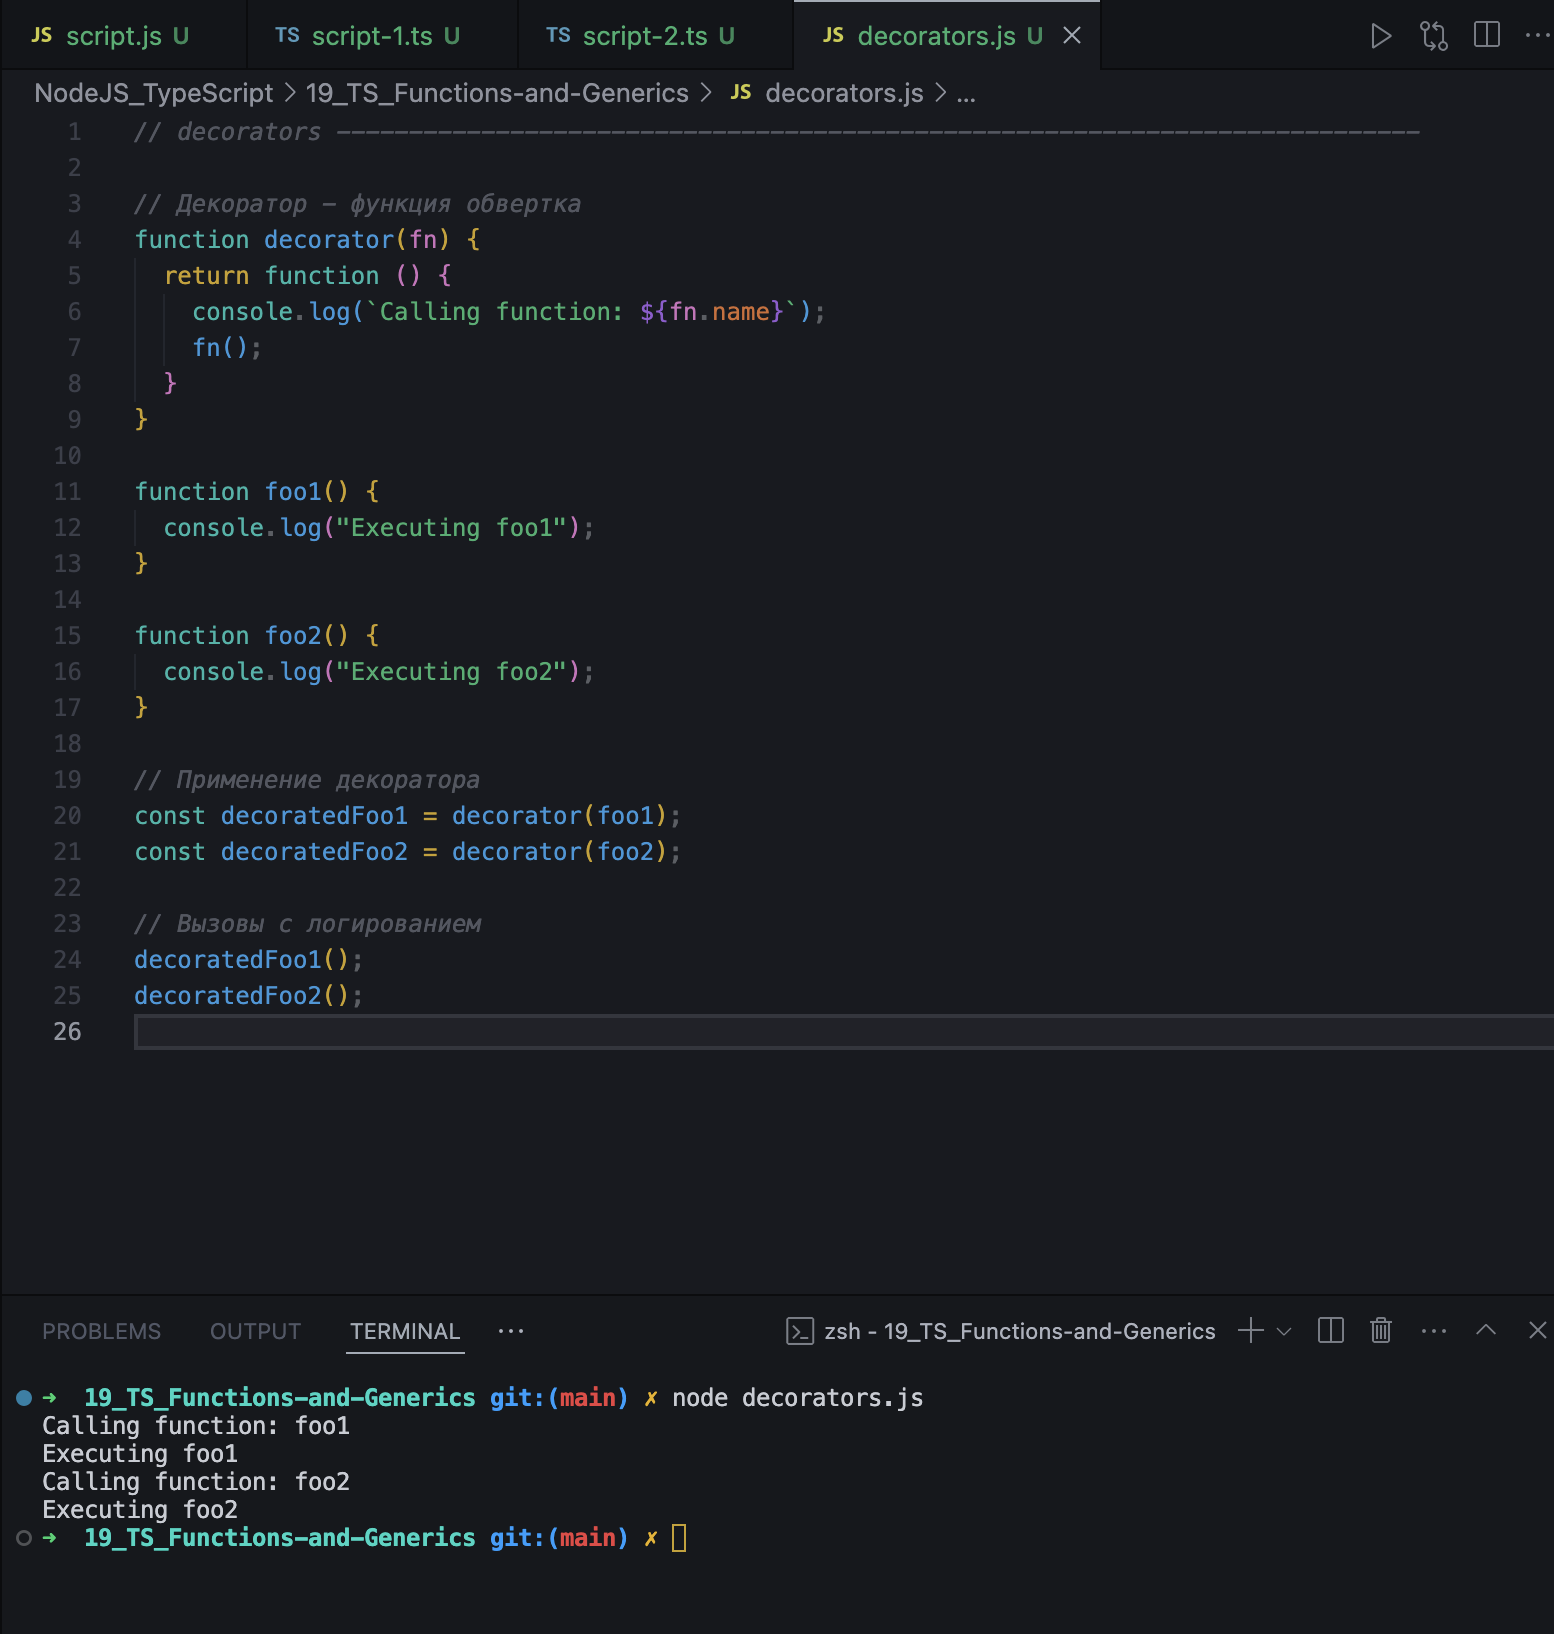 JS script.js U TS script-1.ts U TS script-2.ts U JS decorators.js U
NodeJS_TypeScript > 19_TS_Functions-and-Generics > JS decorators.js > ...
1 // decorators ---------------------------------------------------------------------------
2
3 // Декоратор - функция обвертка
4 function decorator(fn) {
5   return function () {
6     console.log(`Calling function: ${fn.name}`);
7     fn();
8   }
9 }
10
11 function foo1() {
12   console.log("Executing foo1");
13 }
14
15 function foo2() {
16   console.log("Executing foo2");
17 }
18
19 // Применение декоратора
20 const decoratedFoo1 = decorator(foo1);
21 const decoratedFoo2 = decorator(foo2);
22
23 // Вызовы с логированием
24 decoratedFoo1();
25 decoratedFoo2();
26
PROBLEMS OUTPUT TERMINAL ... zsh - 19_TS_Functions-and-Generics
➜ 19_TS_Functions-and-Generics git:(main) ✗ node decorators.js
Calling function: foo1
Executing foo1
Calling function: foo2
Executing foo2
➜ 19_TS_Functions-and-Generics git:(main) ✗